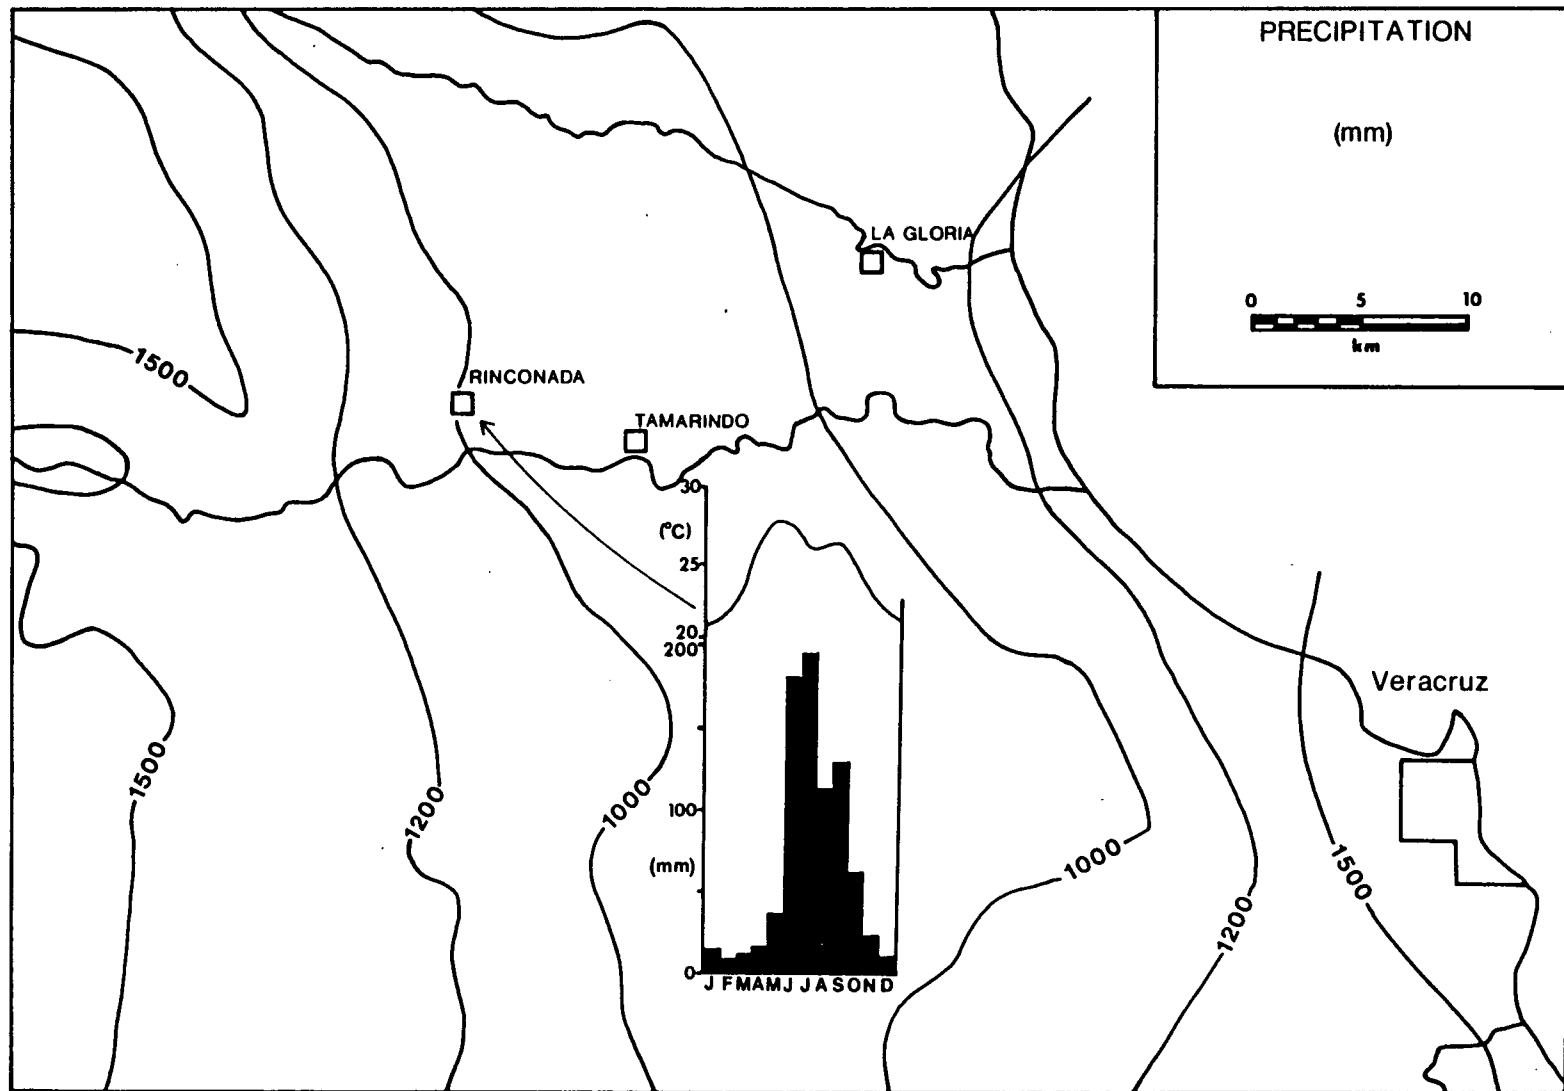 PRECIPITATION
(mm)
0 5 10
km
LA GLORIA
1500
RINCONADA
TAMARINDO
30
(°C)
25
20
200
100
(mm)
0
J F M A M J J A S O N D
Veracruz
1500
1200
1000
1000
1200
1500